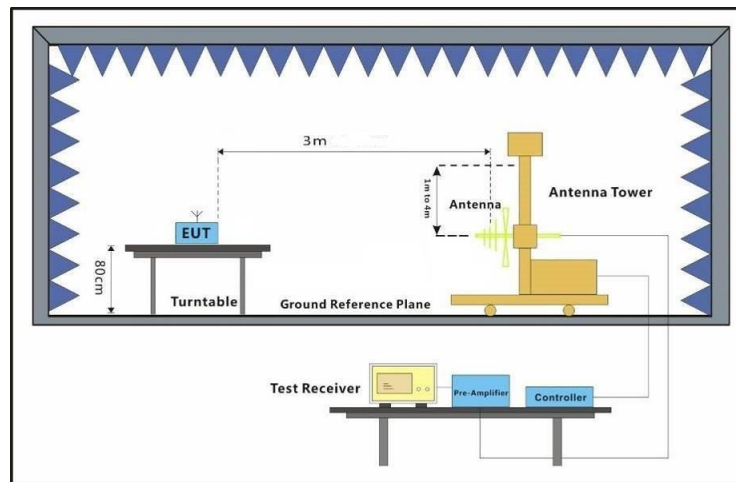 3m
1m to 4m
Antenna
Antenna Tower
EUT
80cm
Turntable
Ground Reference Plane
Test Receiver
Pre-Amplifier
Controller